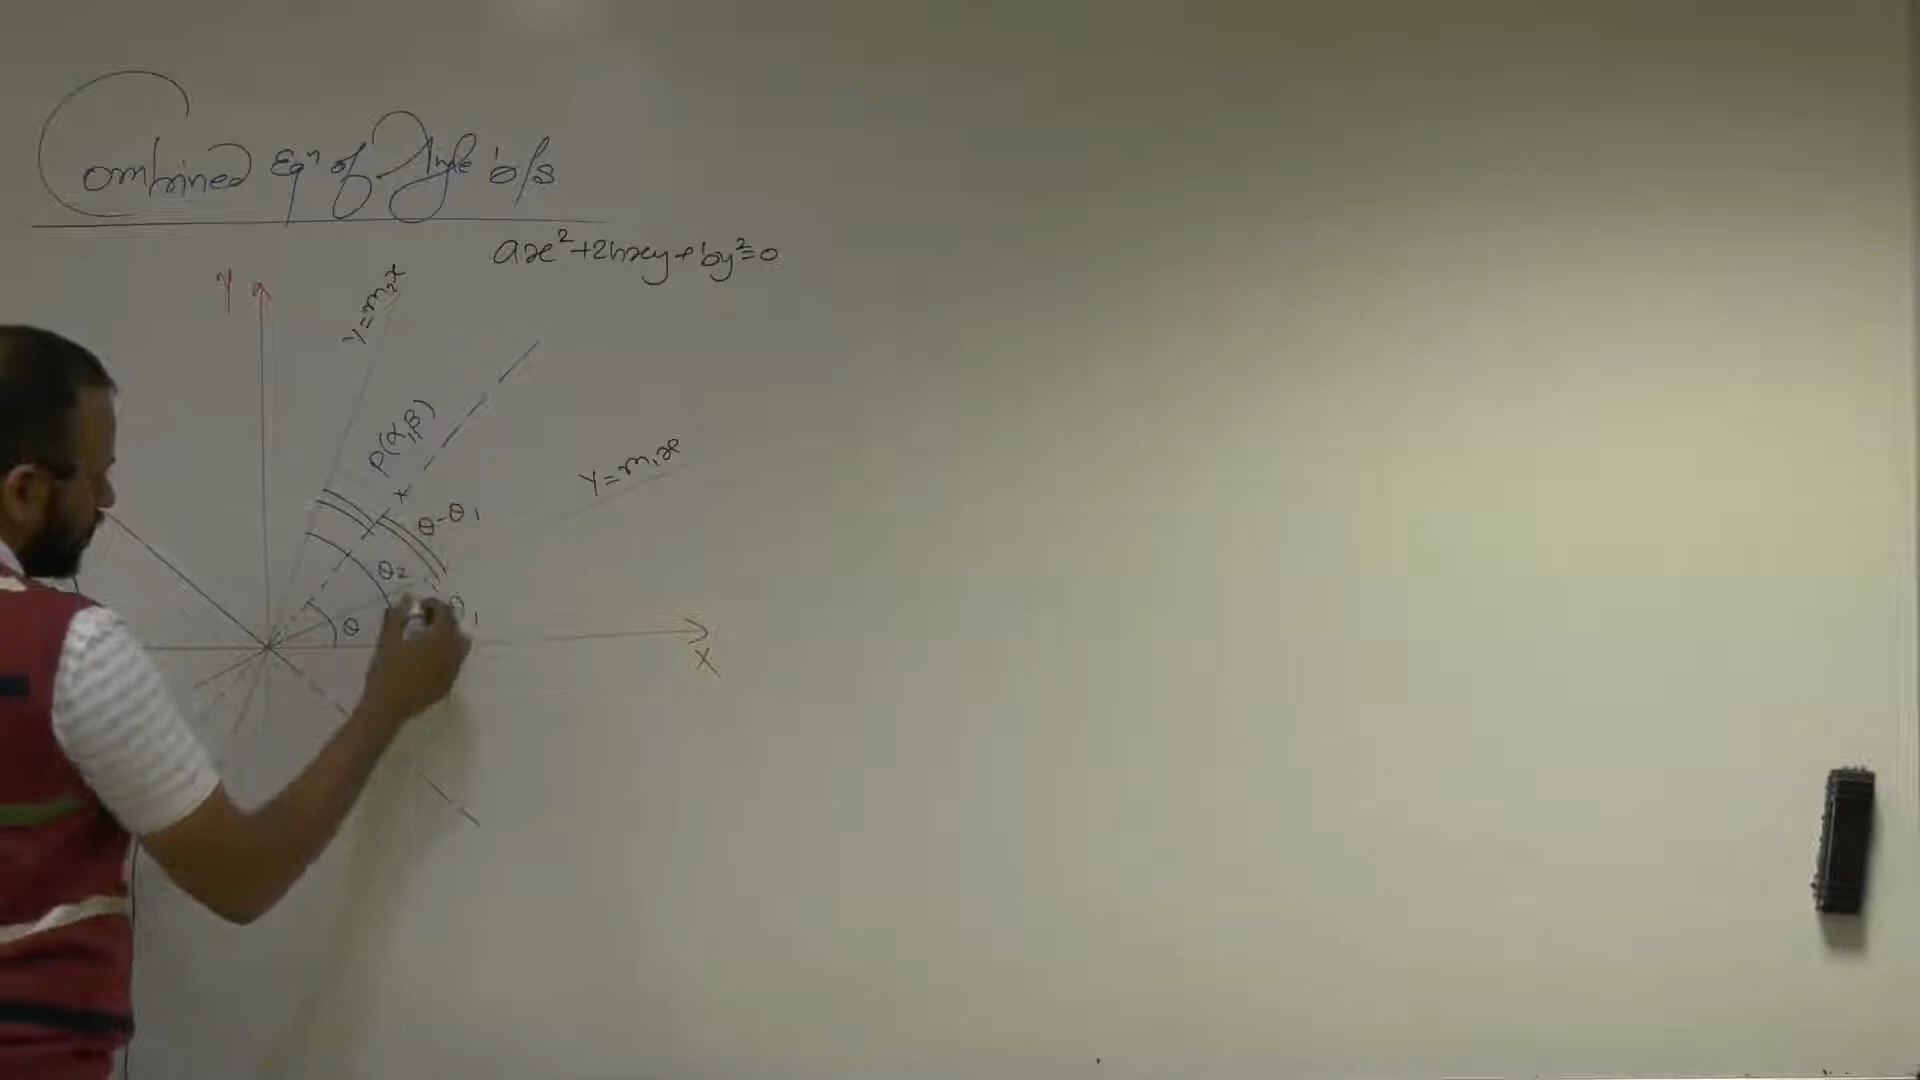 Combined Eqⁿ of Angle b/s
ax²+2hxy+by²=0
Y
Y=m₂x
P(α,β)
Y=m₁x
θ-θ₁
θ₂
θ₁
θ
X